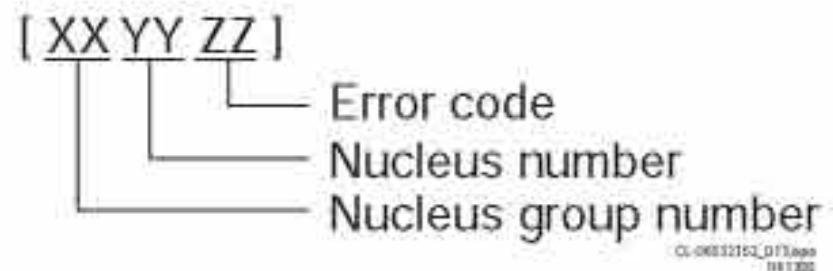 [ XX YY ZZ ]
Error code
Nucleus number
Nucleus group number